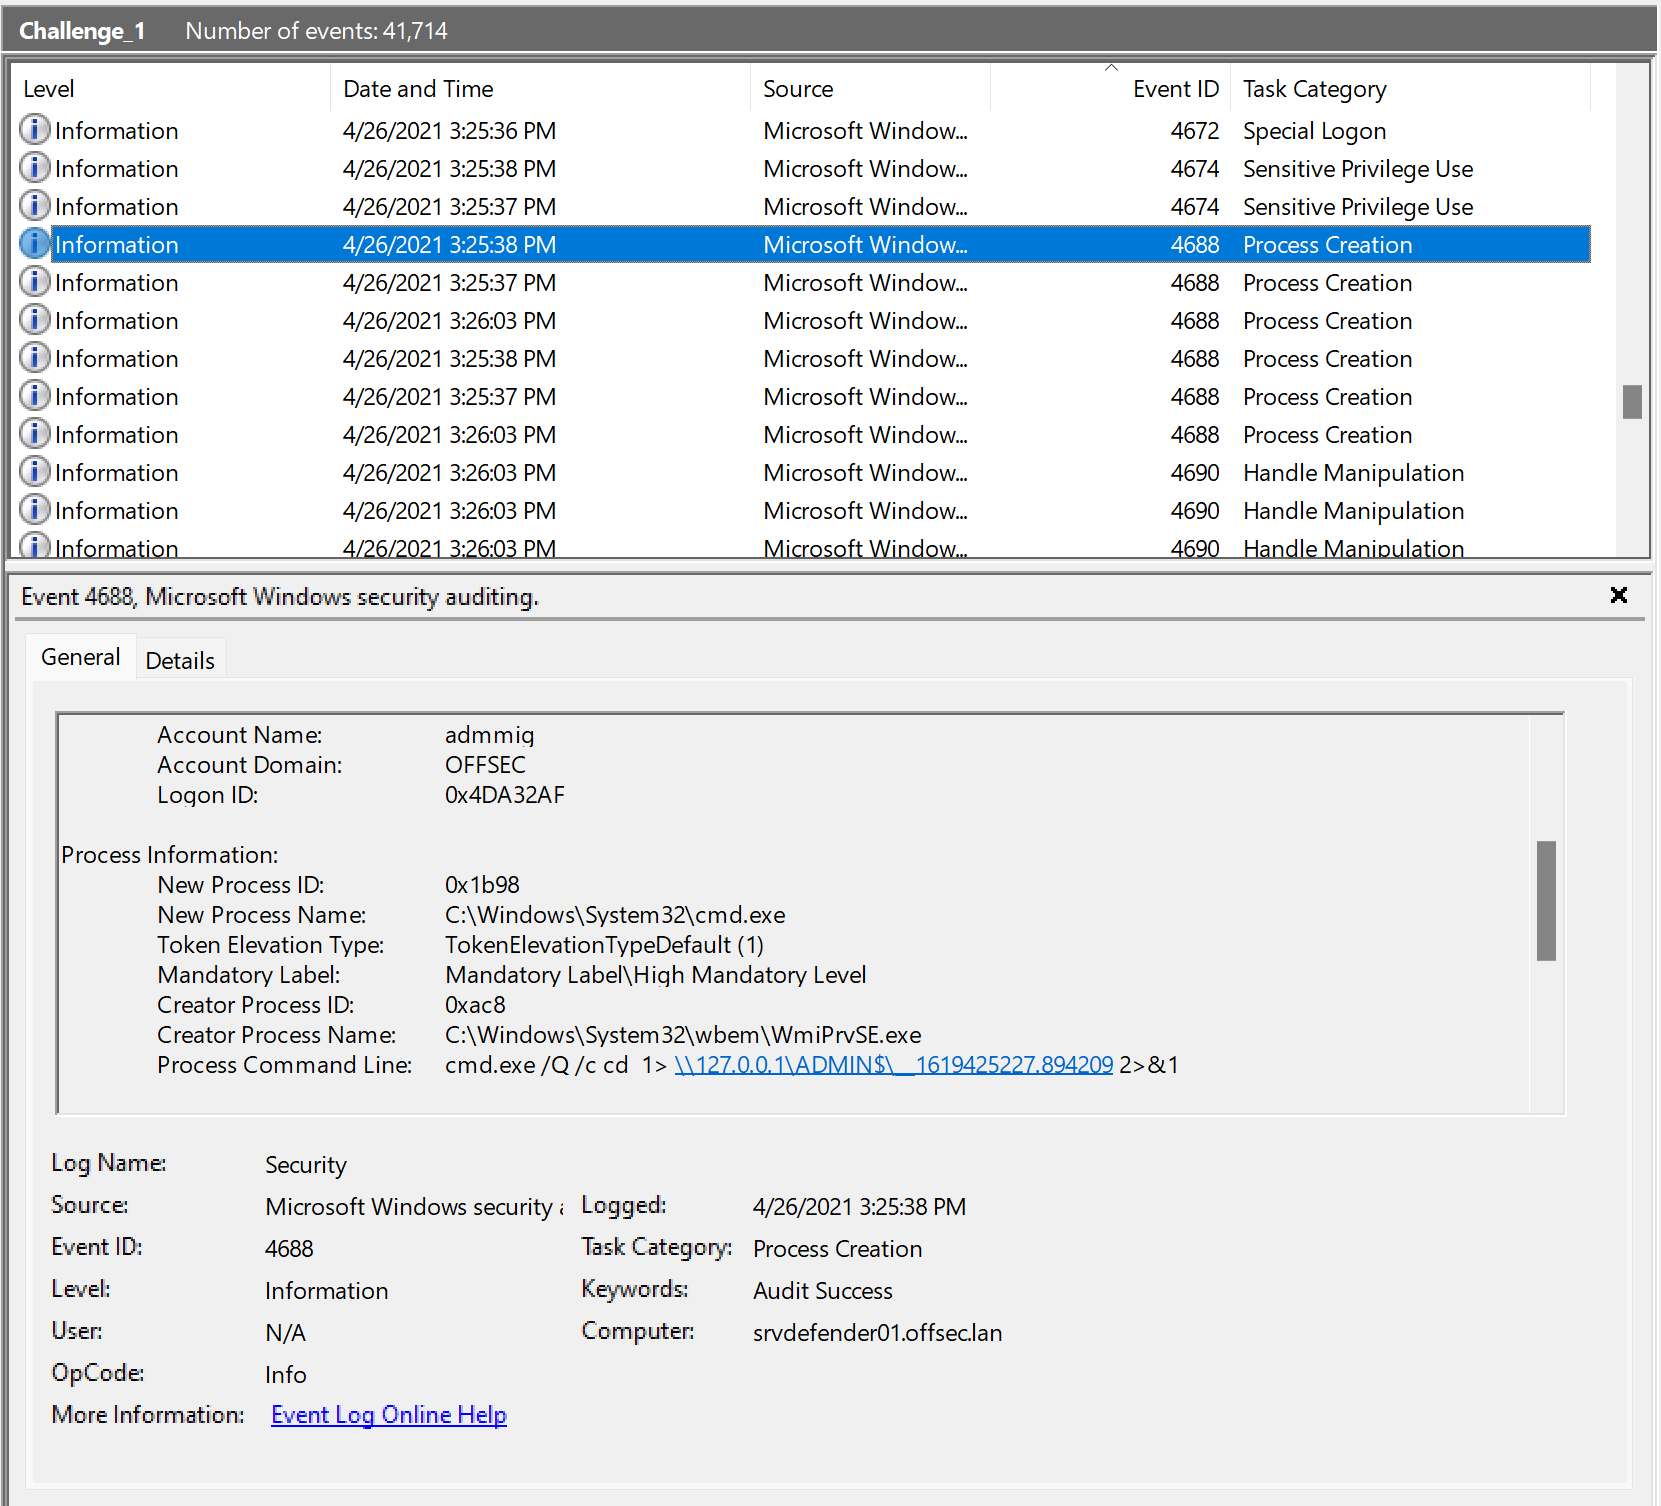 Challenge_1 Number of events: 41,714
Level Date and Time Source Event ID Task Category
Information 4/26/2021 3:25:36 PM Microsoft Window... 4672 Special Logon
Information 4/26/2021 3:25:38 PM Microsoft Window... 4674 Sensitive Privilege Use
Information 4/26/2021 3:25:37 PM Microsoft Window... 4674 Sensitive Privilege Use
Information 4/26/2021 3:25:38 PM Microsoft Window... 4688 Process Creation
Information 4/26/2021 3:25:37 PM Microsoft Window... 4688 Process Creation
Information 4/26/2021 3:26:03 PM Microsoft Window... 4688 Process Creation
Information 4/26/2021 3:25:38 PM Microsoft Window... 4688 Process Creation
Information 4/26/2021 3:25:37 PM Microsoft Window... 4688 Process Creation
Information 4/26/2021 3:26:03 PM Microsoft Window... 4688 Process Creation
Information 4/26/2021 3:26:03 PM Microsoft Window... 4690 Handle Manipulation
Information 4/26/2021 3:26:03 PM Microsoft Window... 4690 Handle Manipulation
Information 4/26/2021 3:26:03 PM Microsoft Window... 4690 Handle Manipulation
Event 4688, Microsoft Windows security auditing.
General Details
Account Name: admmig
Account Domain: OFFSEC
Logon ID: 0x4DA32AF
Process Information:
New Process ID: 0x1b98
New Process Name: C:\Windows\System32\cmd.exe
Token Elevation Type: TokenElevationTypeDefault (1)
Mandatory Label: Mandatory Label\High Mandatory Level
Creator Process ID: 0xac8
Creator Process Name: C:\Windows\System32\wbem\WmiPrvSE.exe
Process Command Line: cmd.exe /Q /c cd 1> \\127.0.0.1\ADMIN$\__1619425227.894209 2>&1
Log Name: Security
Source: Microsoft Windows security a Logged: 4/26/2021 3:25:38 PM
Event ID: 4688 Task Category: Process Creation
Level: Information Keywords: Audit Success
User: N/A Computer: srvdefender01.offsec.lan
OpCode: Info
More Information: Event Log Online Help